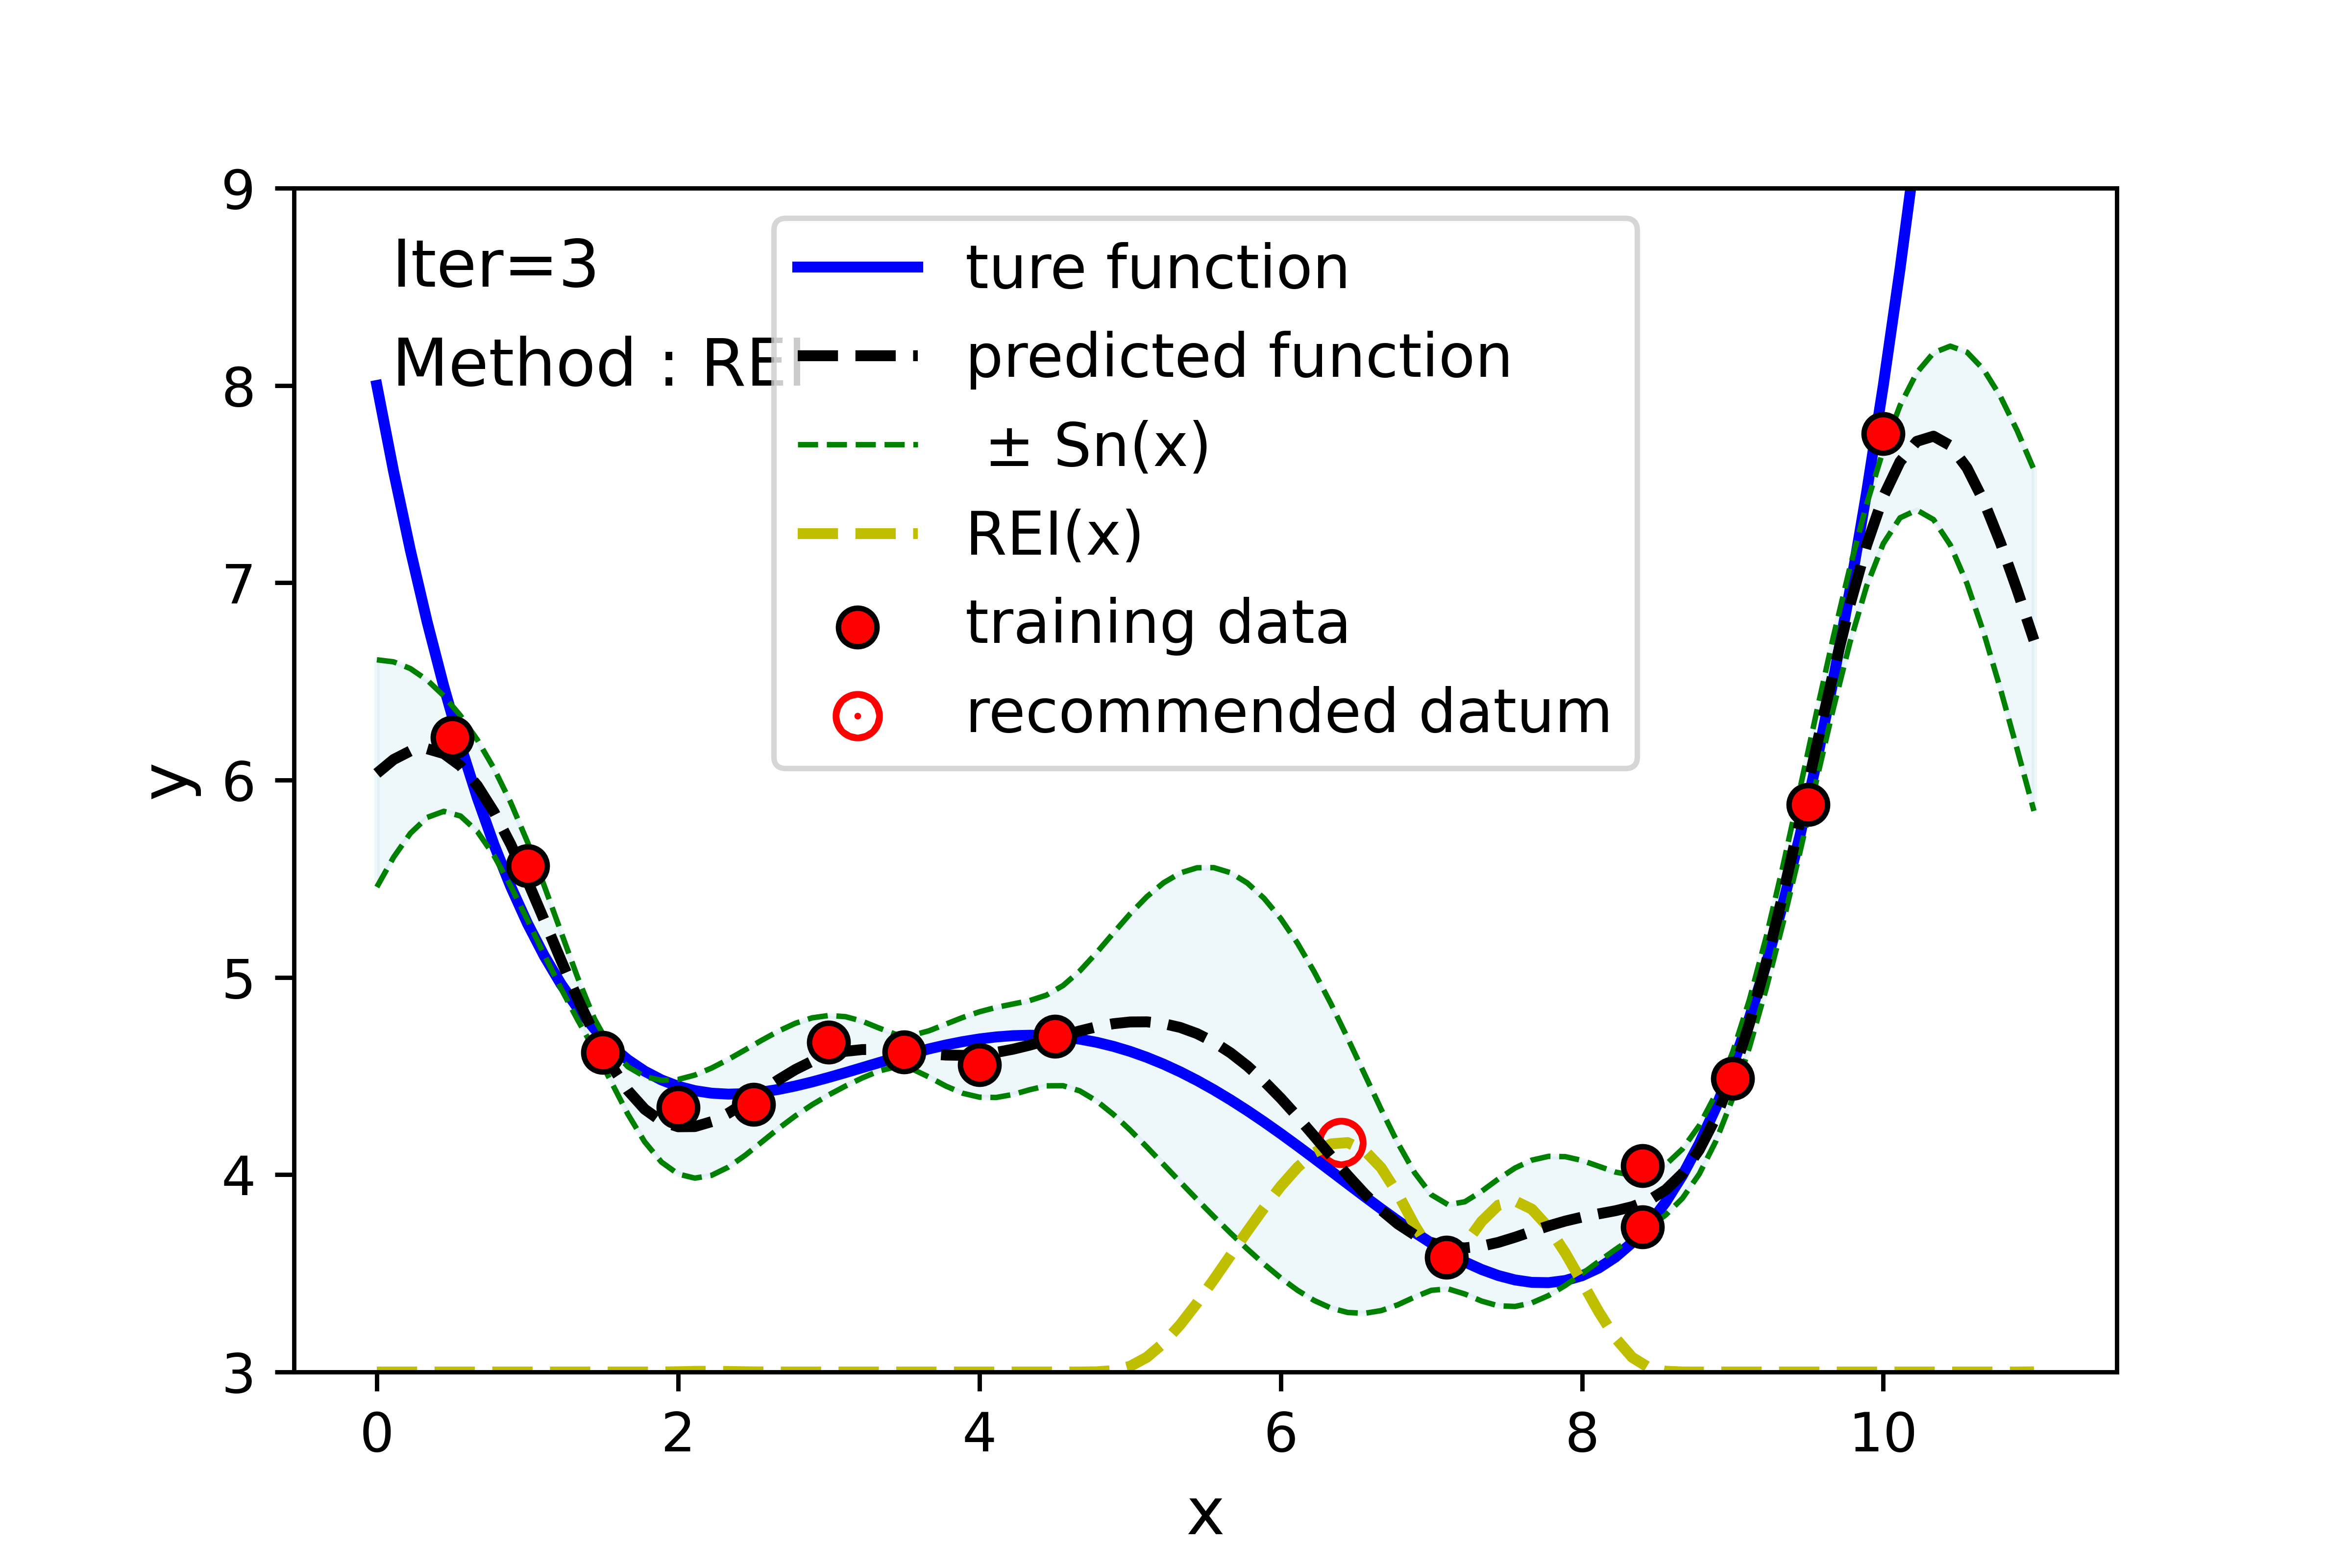 Iter=3
Method : REI
ture function
predicted function
± Sn(x)
REI(x)
training data
recommended datum
9
8
7
6
5
4
3
y
0 2 4 6 8 10
x